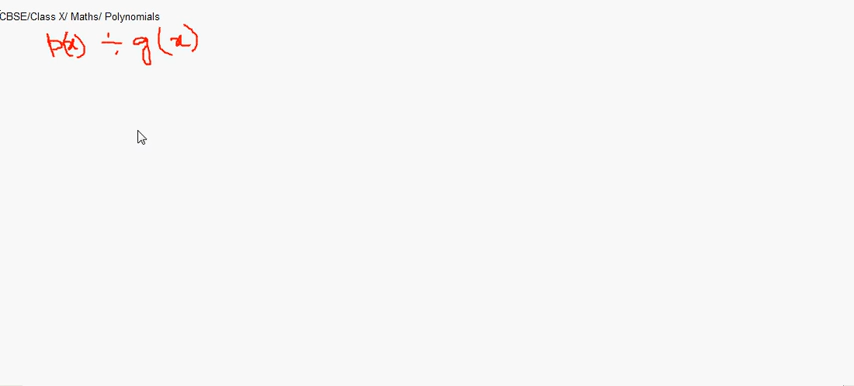 CBSE/Class X/ Maths/ Polynomials
p(x) ÷ g(x)